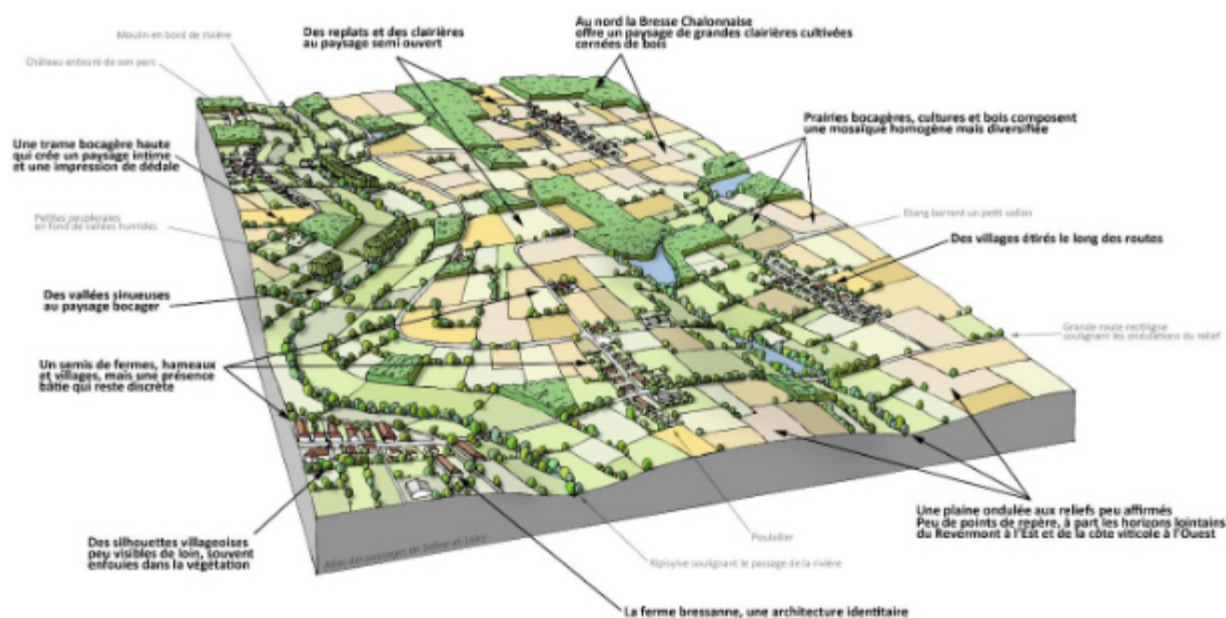 Moulin en bord de rivière
Château entouré de son parc
Des replats et des clairières
au paysage semi ouvert
Au nord la Bresse Chalonnaise
offre un paysage de grandes clairières cultivées
cernées de bois
Prairies bocagères, cultures et bois composent
une mosaïque homogène mais diversifiée
Une trame bocagère haute
qui crée un paysage intime
et une impression de dédale
Petites peupleraies
en fond de vallées humides
Etang barrant un petit vallon
Des villages étirés le long des routes
Des vallées sinueuses
au paysage bocager
Grande route rectiligne
soulignant les ondulations du relief
Un semis de fermes, hameaux
et villages, mais une présence
bâtie qui reste discrète
Une plaine ondulée aux reliefs peu affirmés
Peu de points de repère, à part les horizons lointains
du Revermont à l'Est et de la côte viticole à l'Ouest
Des silhouettes villageoises
peu visibles de loin, souvent
enfouies dans la végétation
Atlas des paysages de Saône-et-Loire
Poulailler
Ripisylve soulignant le passage de la rivière
La ferme bressanne, une architecture identitaire